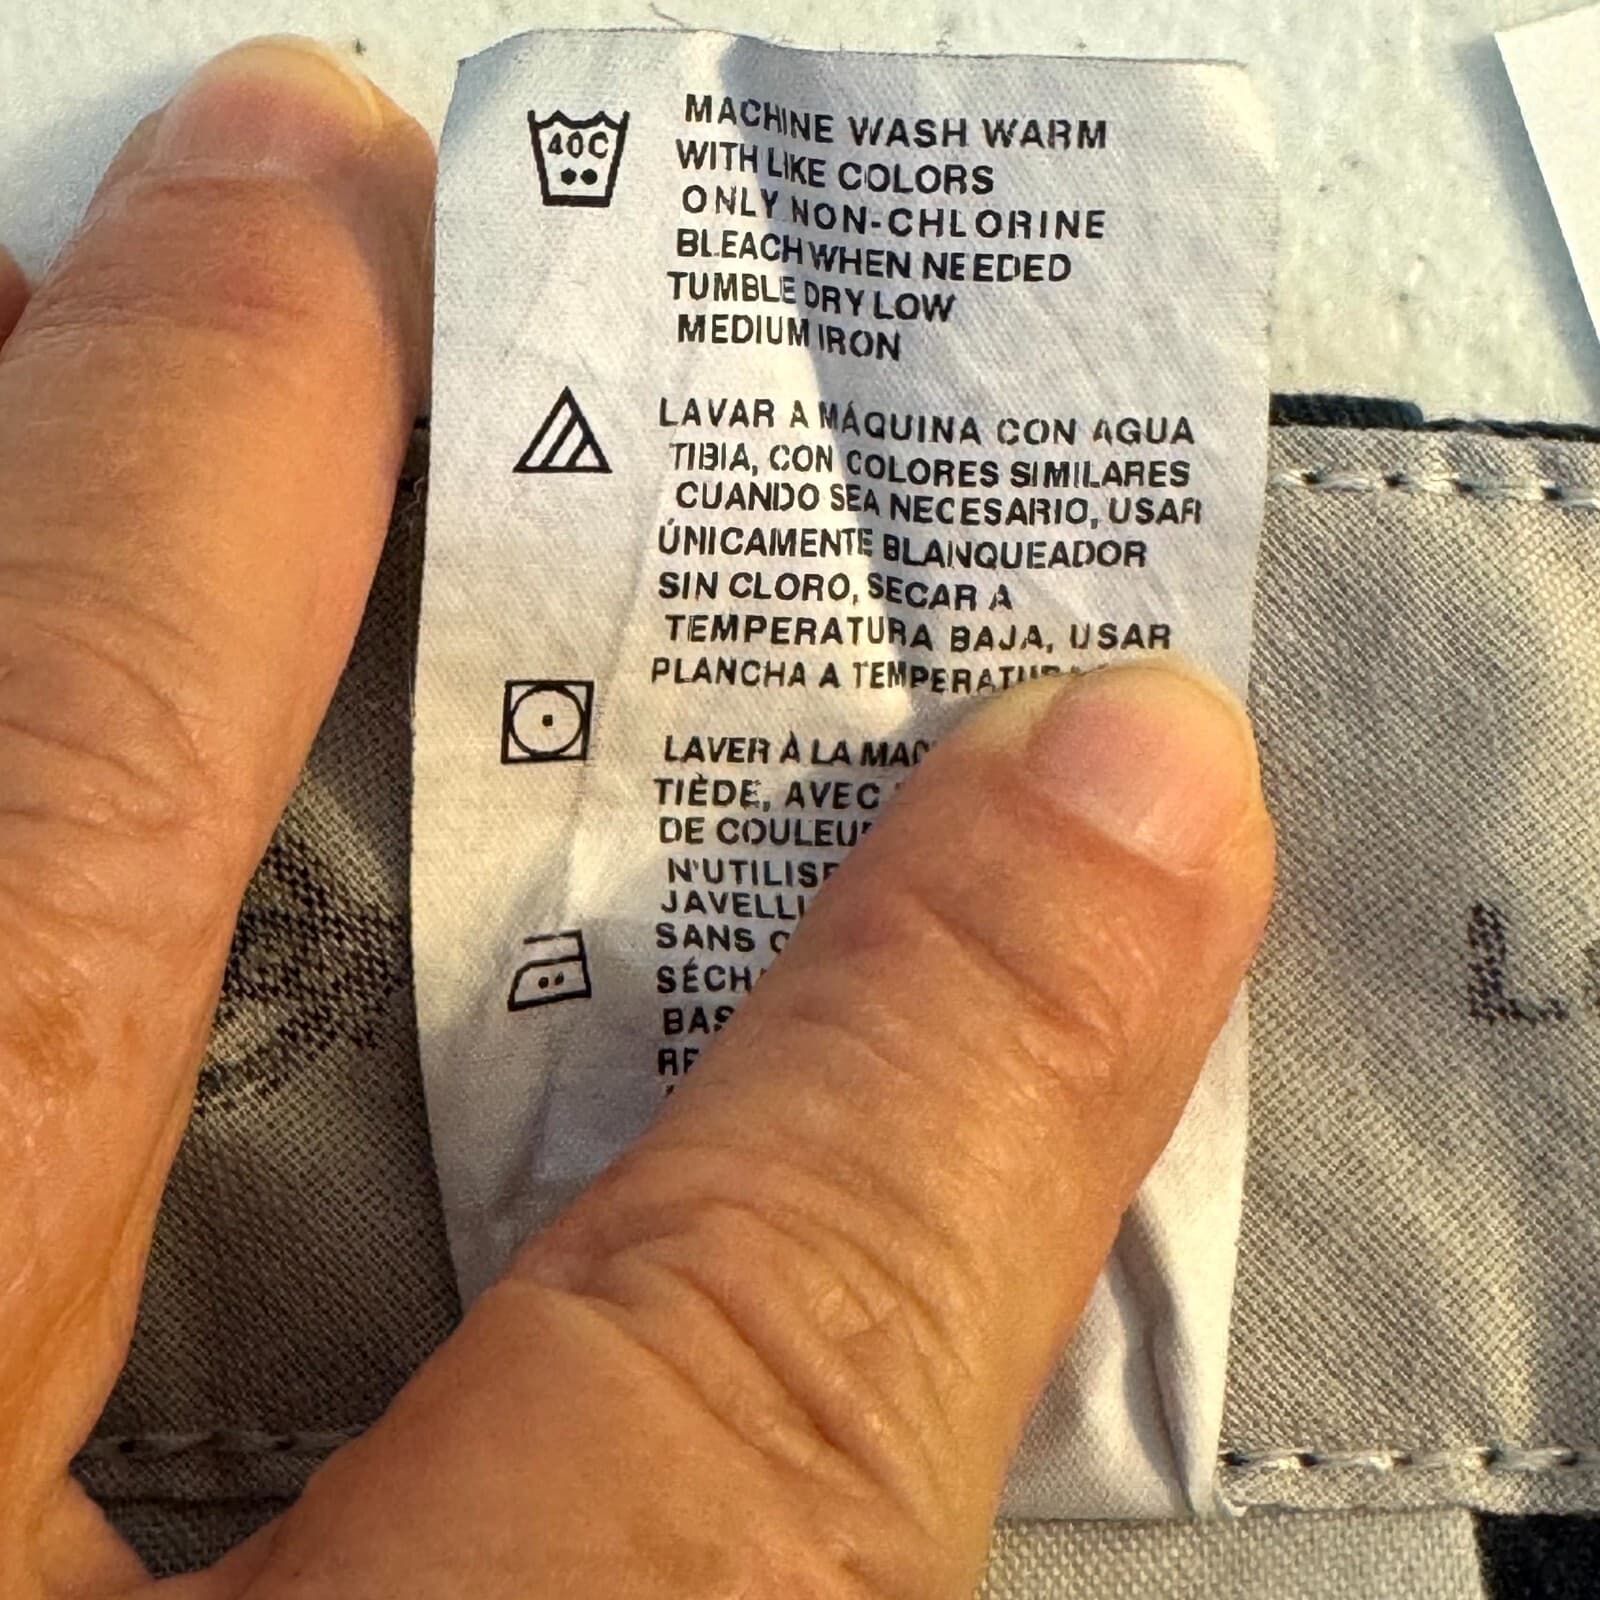 40C
MACHINE WASH WARM
WITH LIKE COLORS
ONLY NON-CHLORINE
BLEACH WHEN NEEDED
TUMBLE DRY LOW
MEDIUM IRON
LAVAR A MÁQUINA CON AGUA
TIBIA, CON COLORES SIMILARES
CUANDO SEA NECESARIO, USAR
ÚNICAMENTE BLANQUEADOR
SIN CLORO, SECAR A
TEMPERATURA BAJA, USAR
PLANCHA A
LAVER À LA
TIÈDE, AVEC
DE
SANS